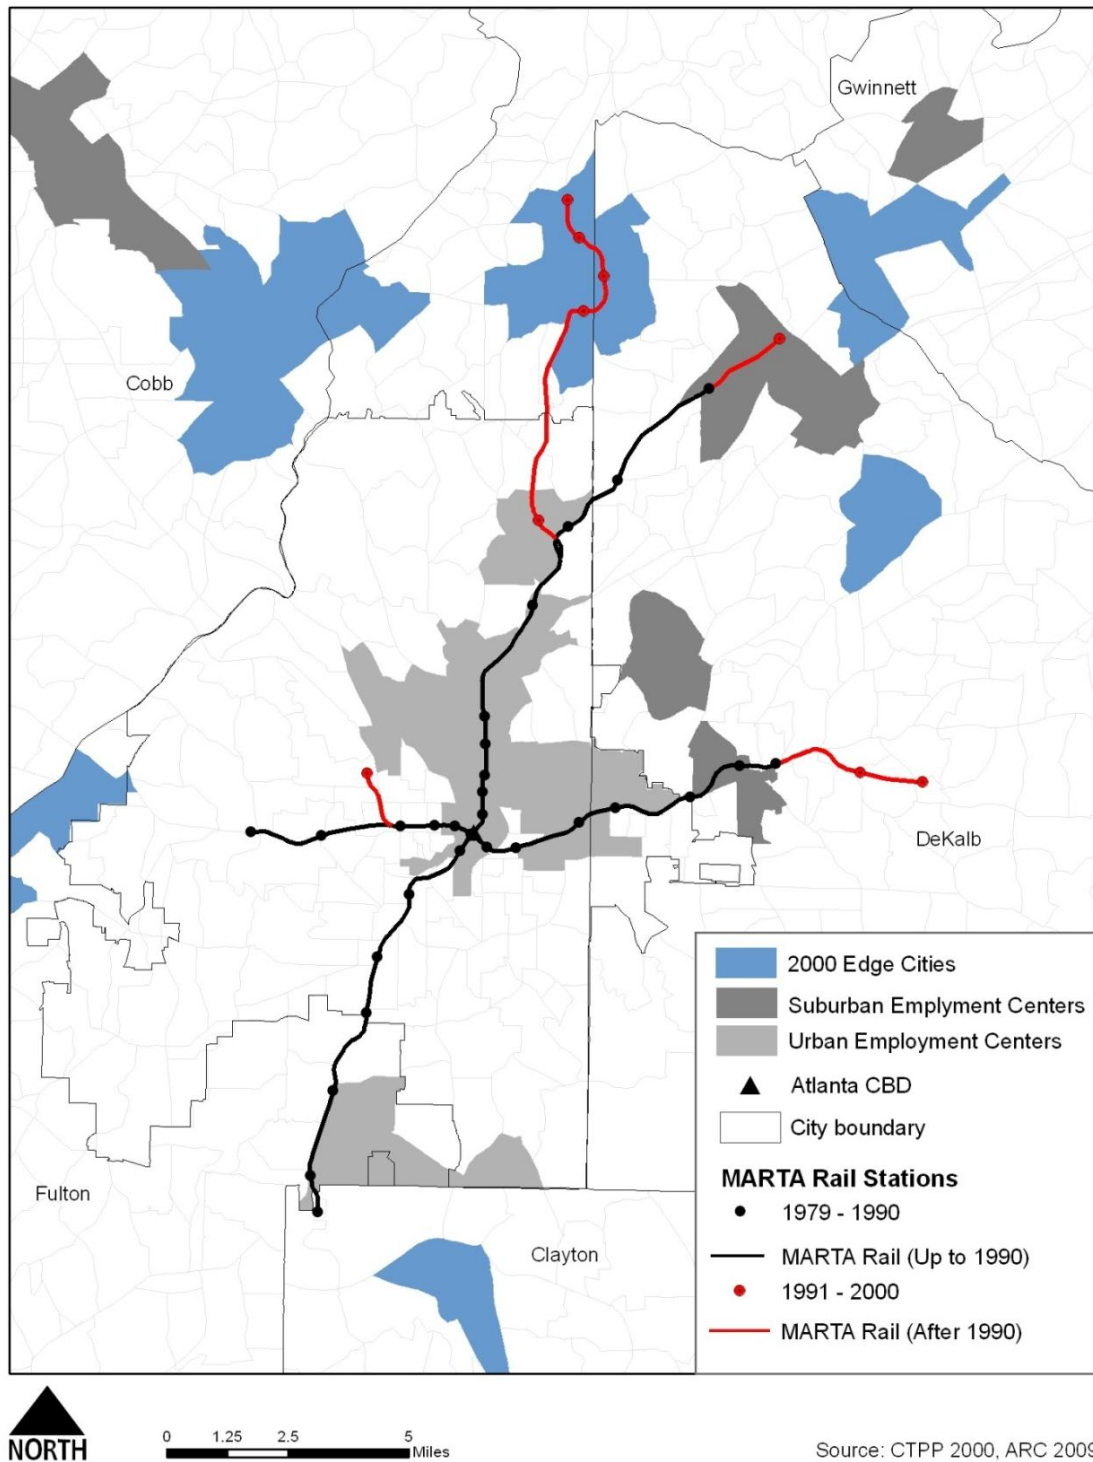 Gwinnett
Cobb
DeKalb
2000 Edge Cities
Suburban Emplyment Centers
Urban Employment Centers
Atlanta CBD
City boundary
MARTA Rail Stations
1979 - 1990
MARTA Rail (Up to 1990)
1991 - 2000
MARTA Rail (After 1990)
Fulton
Clayton
NORTH
0 1.25 2.5 5
Miles
Source: CTPP 2000, ARC 2009